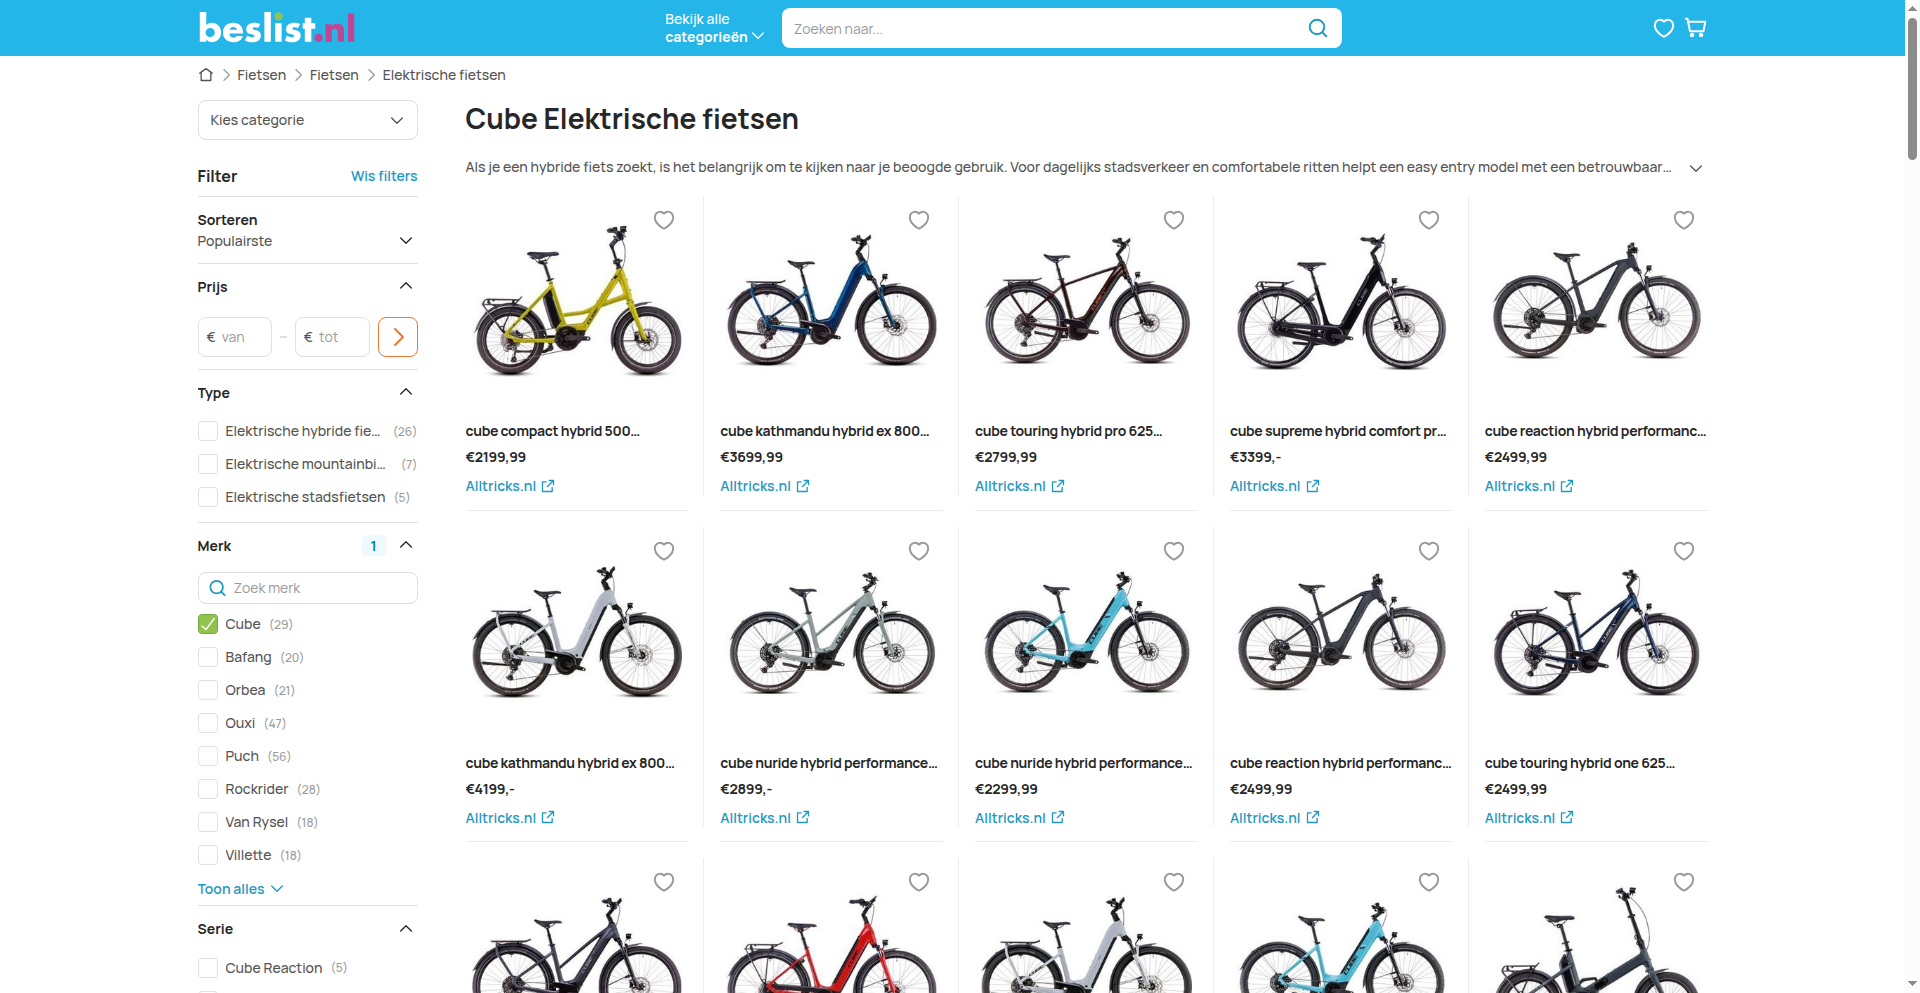 beslist.nl
Bekijk alle
categorieën
Zoeken naar...
Fietsen
Fietsen
Elektrische fietsen
Kies categorie
Filter
Wis filters
Sorteren
Populairste
Prijs
€ van
–
€ tot
Type
Elektrische hybride fie... (26)
Elektrische mountainbi... (7)
Elektrische stadsfietsen (5)
Merk
1
Zoek merk
Cube (29)
Bafang (20)
Orbea (21)
Ouxi (47)
Puch (56)
Rockrider (28)
Van Rysel (18)
Villette (18)
Toon alles
Serie
Cube Reaction (5)
Cube Elektrische fietsen
Als je een hybride fiets zoekt, is het belangrijk om te kijken naar je beoogde gebruik. Voor dagelijks stadsverkeer en comfortabele ritten helpt een easy entry model met een betrouwbaar...
cube compact hybrid 500...
€2199,99
Alltricks.nl
cube kathmandu hybrid ex 800...
€3699,99
Alltricks.nl
cube touring hybrid pro 625...
€2799,99
Alltricks.nl
cube supreme hybrid comfort pr...
€3399,-
Alltricks.nl
cube reaction hybrid performanc...
€2499,99
Alltricks.nl
cube kathmandu hybrid ex 800...
€4199,-
Alltricks.nl
cube nuride hybrid performance...
€2899,-
Alltricks.nl
cube nuride hybrid performance...
€2299,99
Alltricks.nl
cube reaction hybrid performanc...
€2499,99
Alltricks.nl
cube touring hybrid one 625...
€2499,99
Alltricks.nl